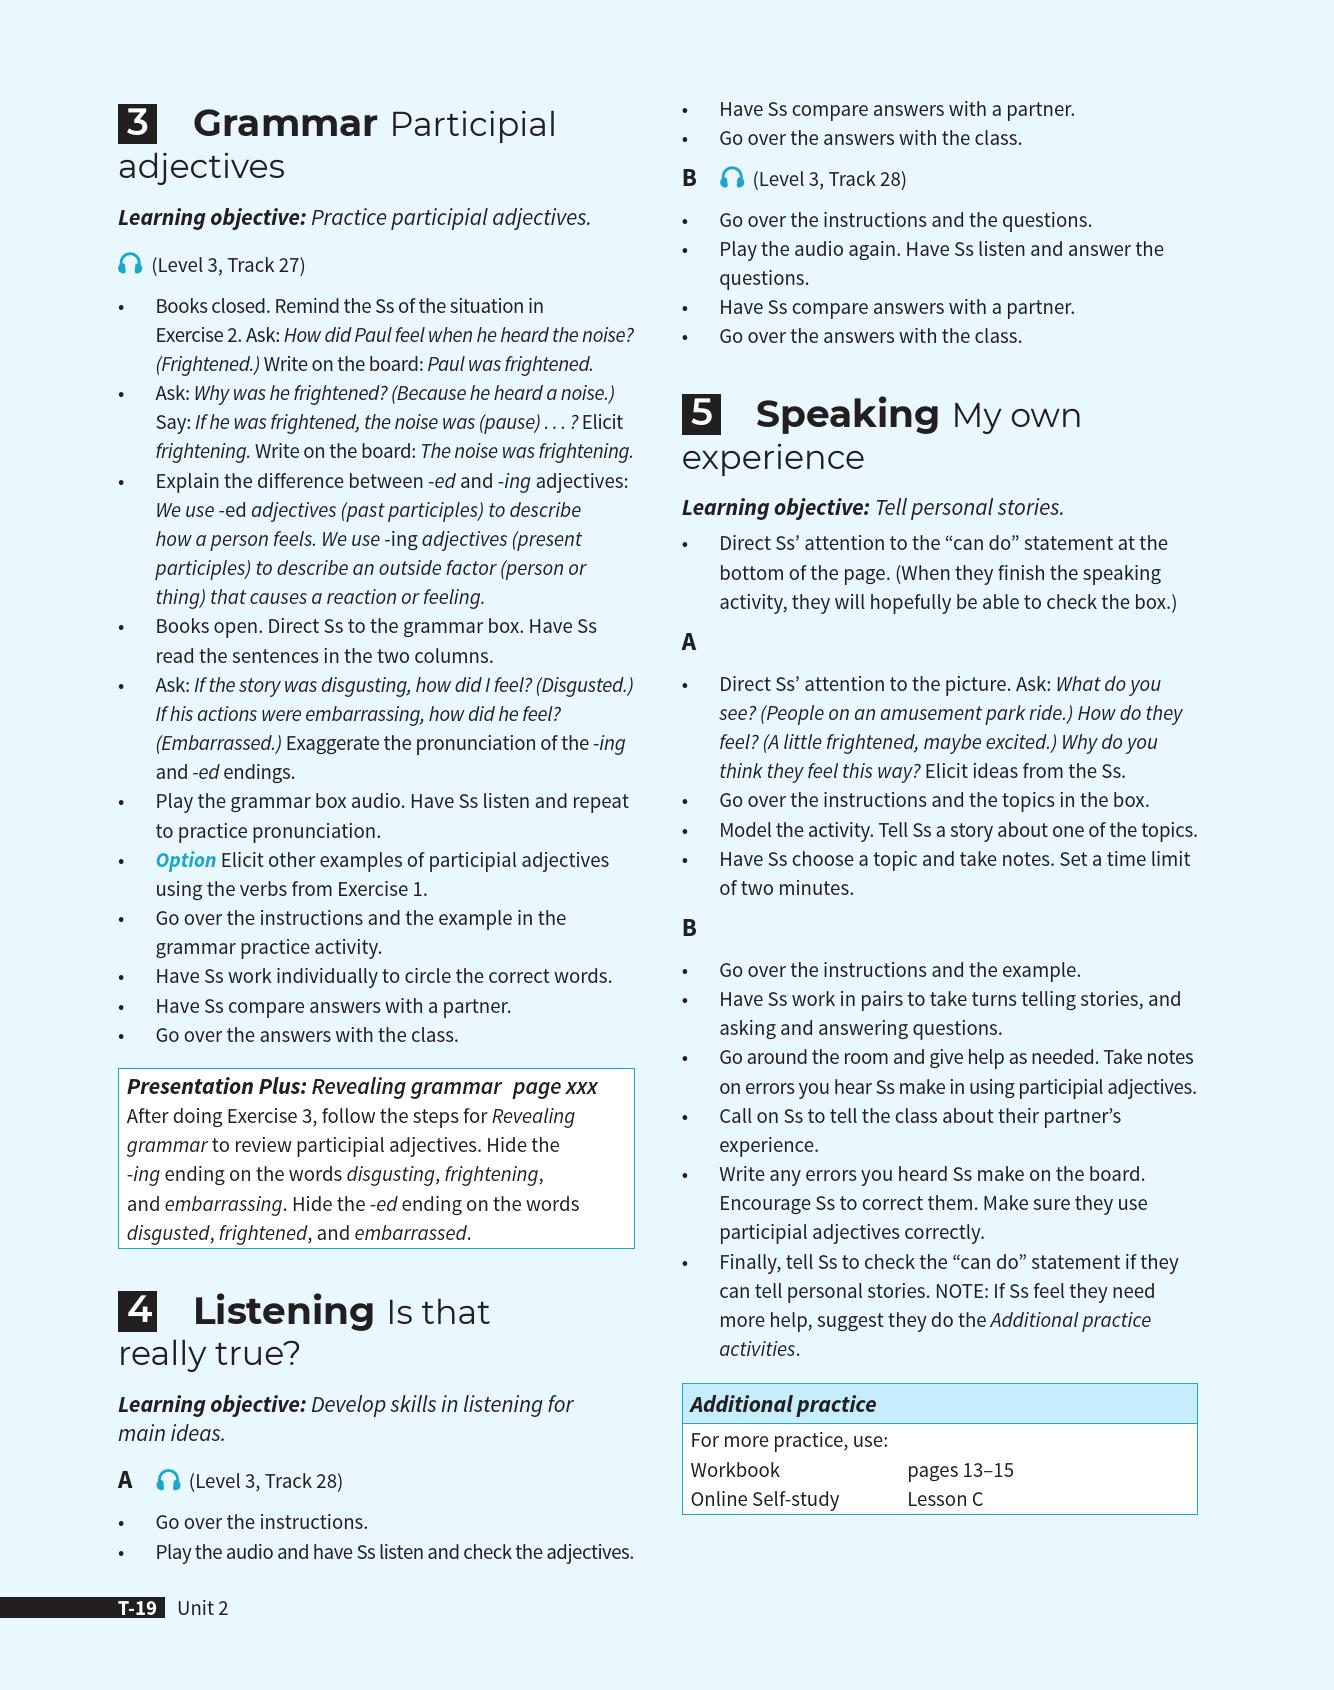 3 Grammar Participial
adjectives
Learning objective: Practice participial adjectives.
(Level 3, Track 27)
• Books closed. Remind the Ss of the situation in
Exercise 2. Ask: How did Paul feel when he heard the noise?
(Frightened.) Write on the board: Paul was frightened.
• Ask: Why was he frightened? (Because he heard a noise.)
Say: If he was frightened, the noise was (pause) . . . ? Elicit
frightening. Write on the board: The noise was frightening.
• Explain the difference between -ed and -ing adjectives:
We use -ed adjectives (past participles) to describe
how a person feels. We use -ing adjectives (present
participles) to describe an outside factor (person or
thing) that causes a reaction or feeling.
• Books open. Direct Ss to the grammar box. Have Ss
read the sentences in the two columns.
• Ask: If the story was disgusting, how did I feel? (Disgusted.)
If his actions were embarrassing, how did he feel?
(Embarrassed.) Exaggerate the pronunciation of the -ing
and -ed endings.
• Play the grammar box audio. Have Ss listen and repeat
to practice pronunciation.
• Option Elicit other examples of participial adjectives
using the verbs from Exercise 1.
• Go over the instructions and the example in the
grammar practice activity.
• Have Ss work individually to circle the correct words.
• Have Ss compare answers with a partner.
• Go over the answers with the class.
Presentation Plus: Revealing grammar page xxx
After doing Exercise 3, follow the steps for Revealing
grammar to review participial adjectives. Hide the
-ing ending on the words disgusting, frightening,
and embarrassing. Hide the -ed ending on the words
disgusted, frightened, and embarrassed.
4 Listening Is that
really true?
Learning objective: Develop skills in listening for
main ideas.
A (Level 3, Track 28)
• Go over the instructions.
• Play the audio and have Ss listen and check the adjectives.
• Have Ss compare answers with a partner.
• Go over the answers with the class.
B (Level 3, Track 28)
• Go over the instructions and the questions.
• Play the audio again. Have Ss listen and answer the
questions.
• Have Ss compare answers with a partner.
• Go over the answers with the class.
5 Speaking My own
experience
Learning objective: Tell personal stories.
• Direct Ss’ attention to the “can do” statement at the
bottom of the page. (When they finish the speaking
activity, they will hopefully be able to check the box.)
A
• Direct Ss’ attention to the picture. Ask: What do you
see? (People on an amusement park ride.) How do they
feel? (A little frightened, maybe excited.) Why do you
think they feel this way? Elicit ideas from the Ss.
• Go over the instructions and the topics in the box.
• Model the activity. Tell Ss a story about one of the topics.
• Have Ss choose a topic and take notes. Set a time limit
of two minutes.
B
• Go over the instructions and the example.
• Have Ss work in pairs to take turns telling stories, and
asking and answering questions.
• Go around the room and give help as needed. Take notes
on errors you hear Ss make in using participial adjectives.
• Call on Ss to tell the class about their partner’s
experience.
• Write any errors you heard Ss make on the board.
Encourage Ss to correct them. Make sure they use
participial adjectives correctly.
• Finally, tell Ss to check the “can do” statement if they
can tell personal stories. NOTE: If Ss feel they need
more help, suggest they do the Additional practice
activities.
Additional practice
For more practice, use:
Workbook pages 13–15
Online Self-study Lesson C
T-19 Unit 2